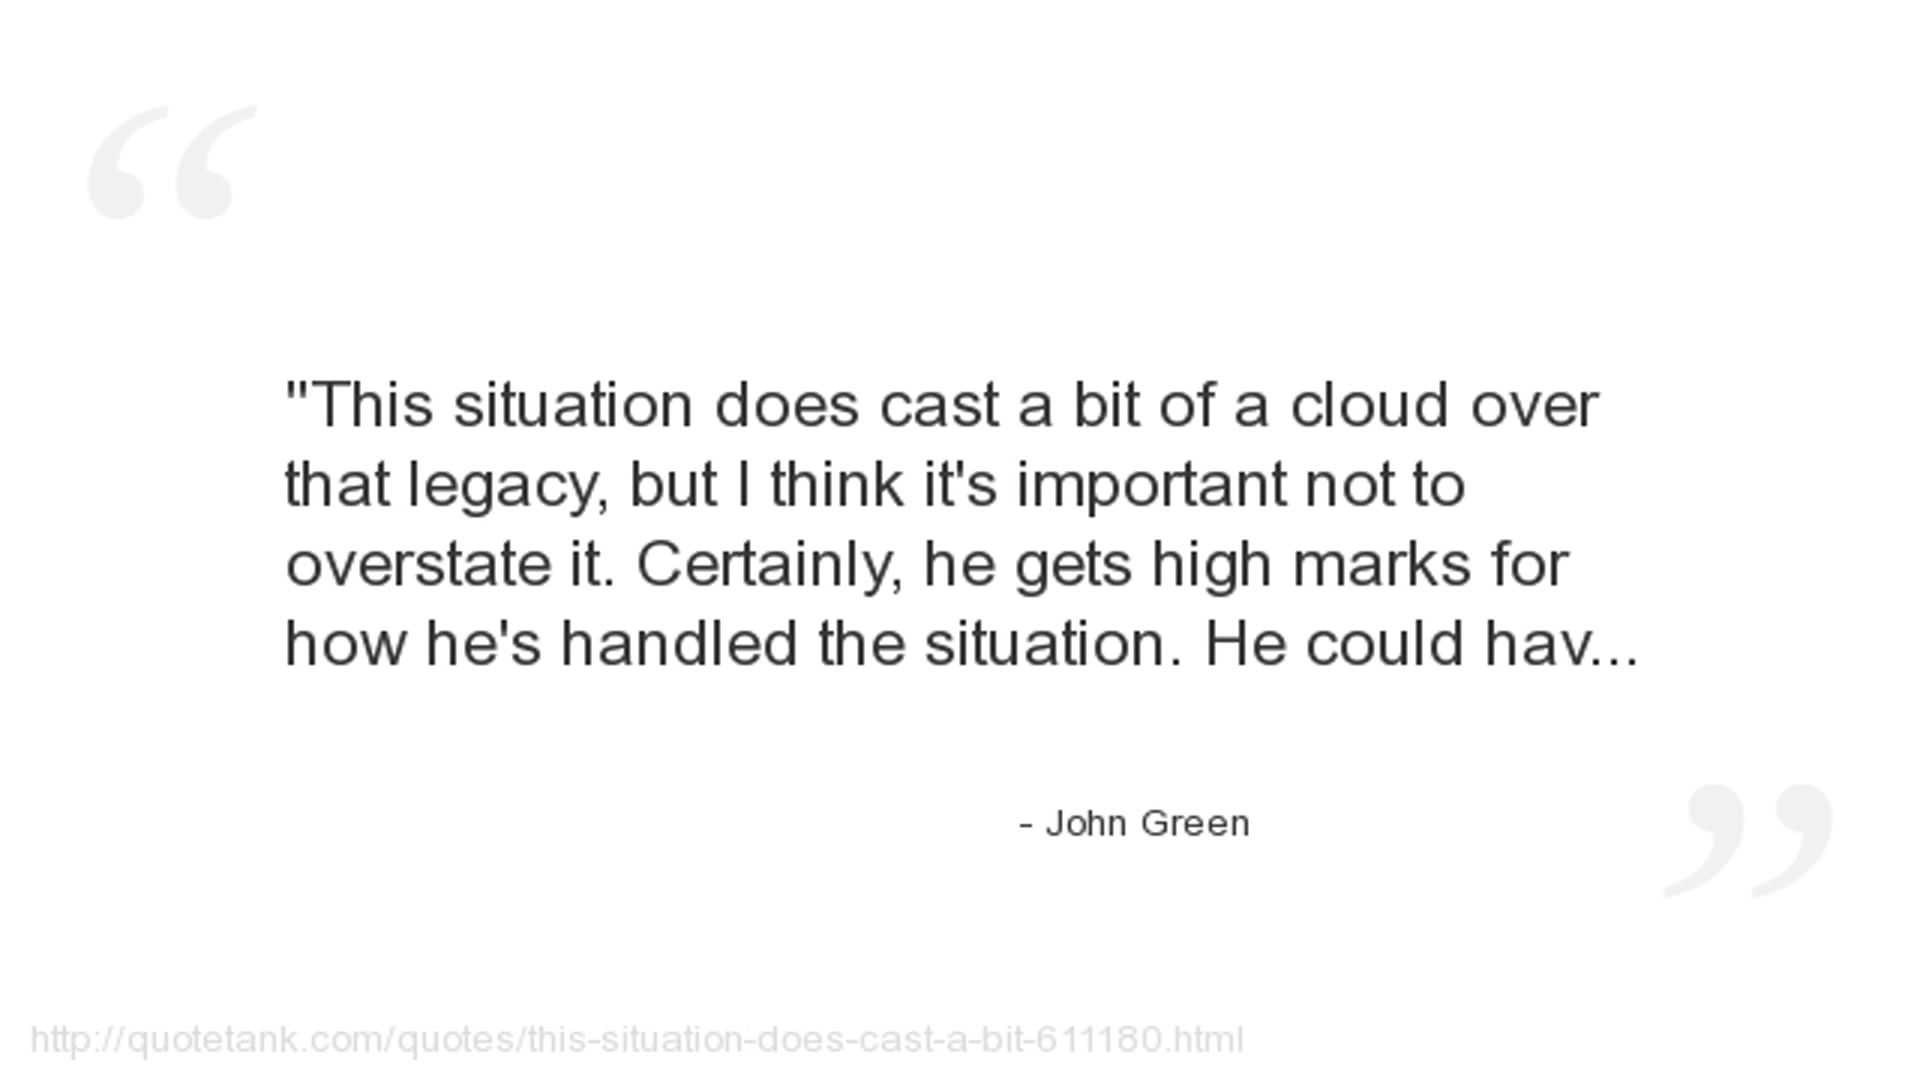 "This situation does cast a bit of a cloud over
that legacy, but I think it's important not to
overstate it. Certainly, he gets high marks for
how he's handled the situation. He could hav...
- John Green
http://quotetank.com/quotes/this-situation-does-cast-a-bit-611180.html